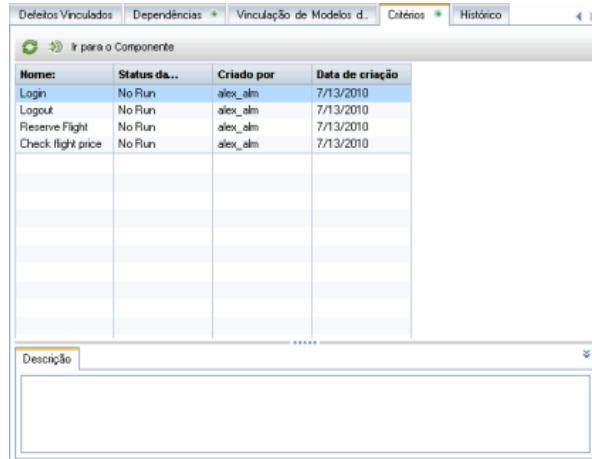 Defeitos Vinculados Dependências Vinculação de Modelos d... Critérios Histórico
Ir para o Componente
Nome: Status da... Criado por Data de criação
Login No Run alex_alm 7/13/2010
Logout No Run alex_alm 7/13/2010
Reserve Flight No Run alex_alm 7/13/2010
Check flight price No Run alex_alm 7/13/2010
Descrição